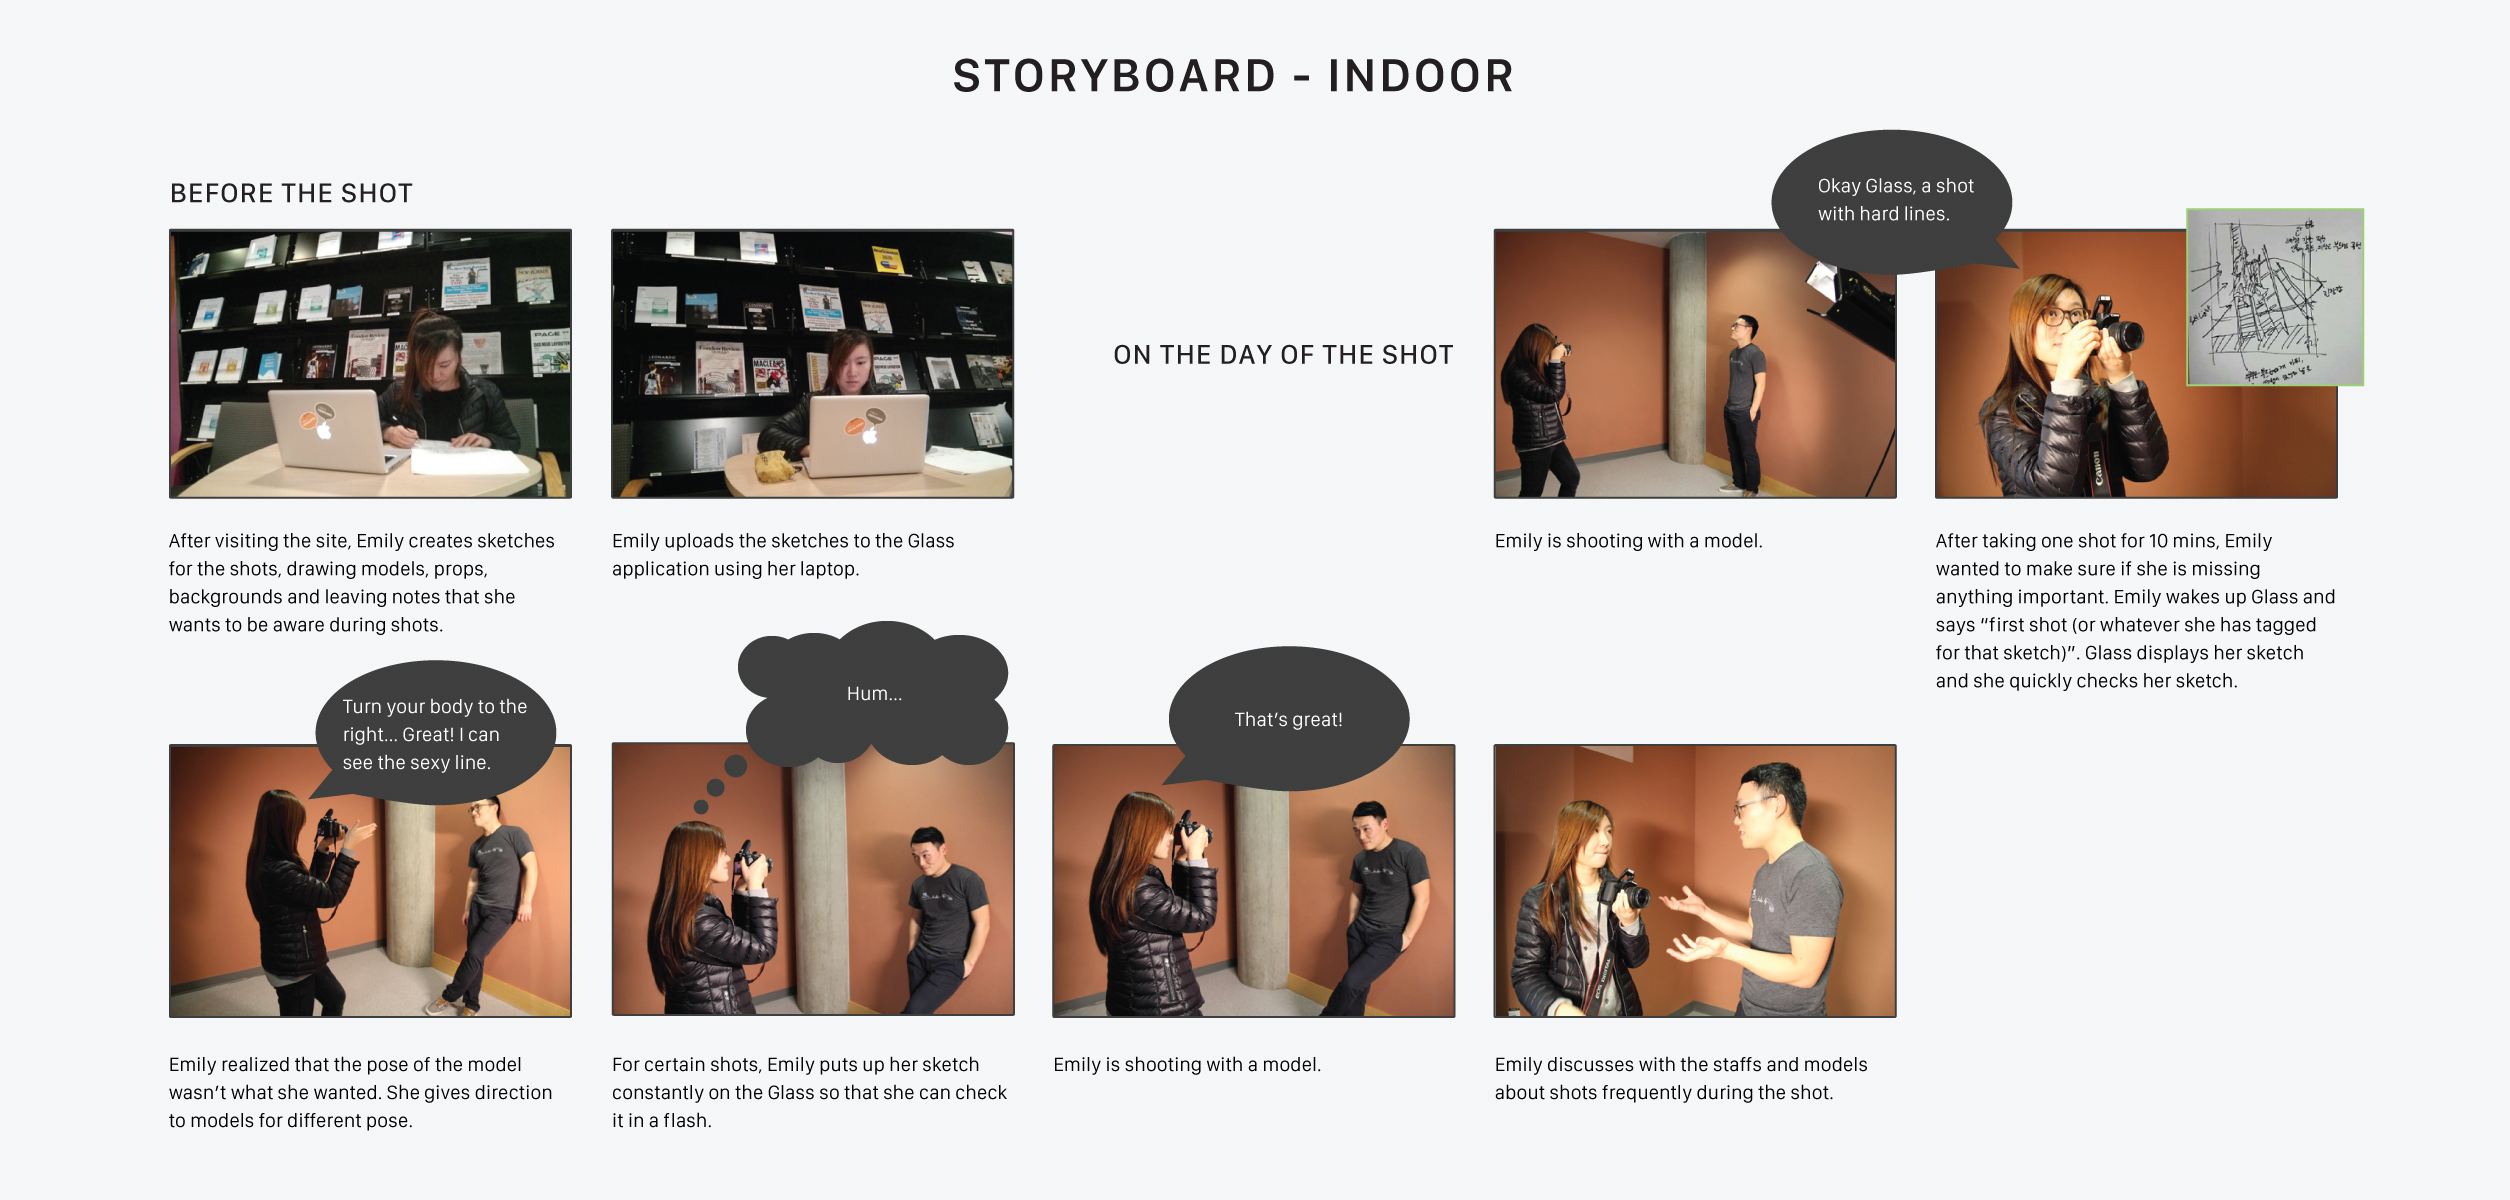 STORYBOARD - INDOOR
BEFORE THE SHOT
After visiting the site, Emily creates sketches
for the shots, drawing models, props,
backgrounds and leaving notes that she
wants to be aware during shots.
Emily uploads the sketches to the Glass
application using her laptop.
ON THE DAY OF THE SHOT
Emily is shooting with a model.
Okay Glass, a shot
with hard lines.
Canon
After taking one shot for 10 mins, Emily
wanted to make sure if she is missing
anything important. Emily wakes up Glass and
says “first shot (or whatever she has tagged
for that sketch)”. Glass displays her sketch
and she quickly checks her sketch.
Turn your body to the
right... Great! I can
see the sexy line.
Emily realized that the pose of the model
wasn’t what she wanted. She gives direction
to models for different pose.
Hum...
For certain shots, Emily puts up her sketch
constantly on the Glass so that she can check
it in a flash.
That’s great!
Emily is shooting with a model.
Emily discusses with the staffs and models
about shots frequently during the shot.